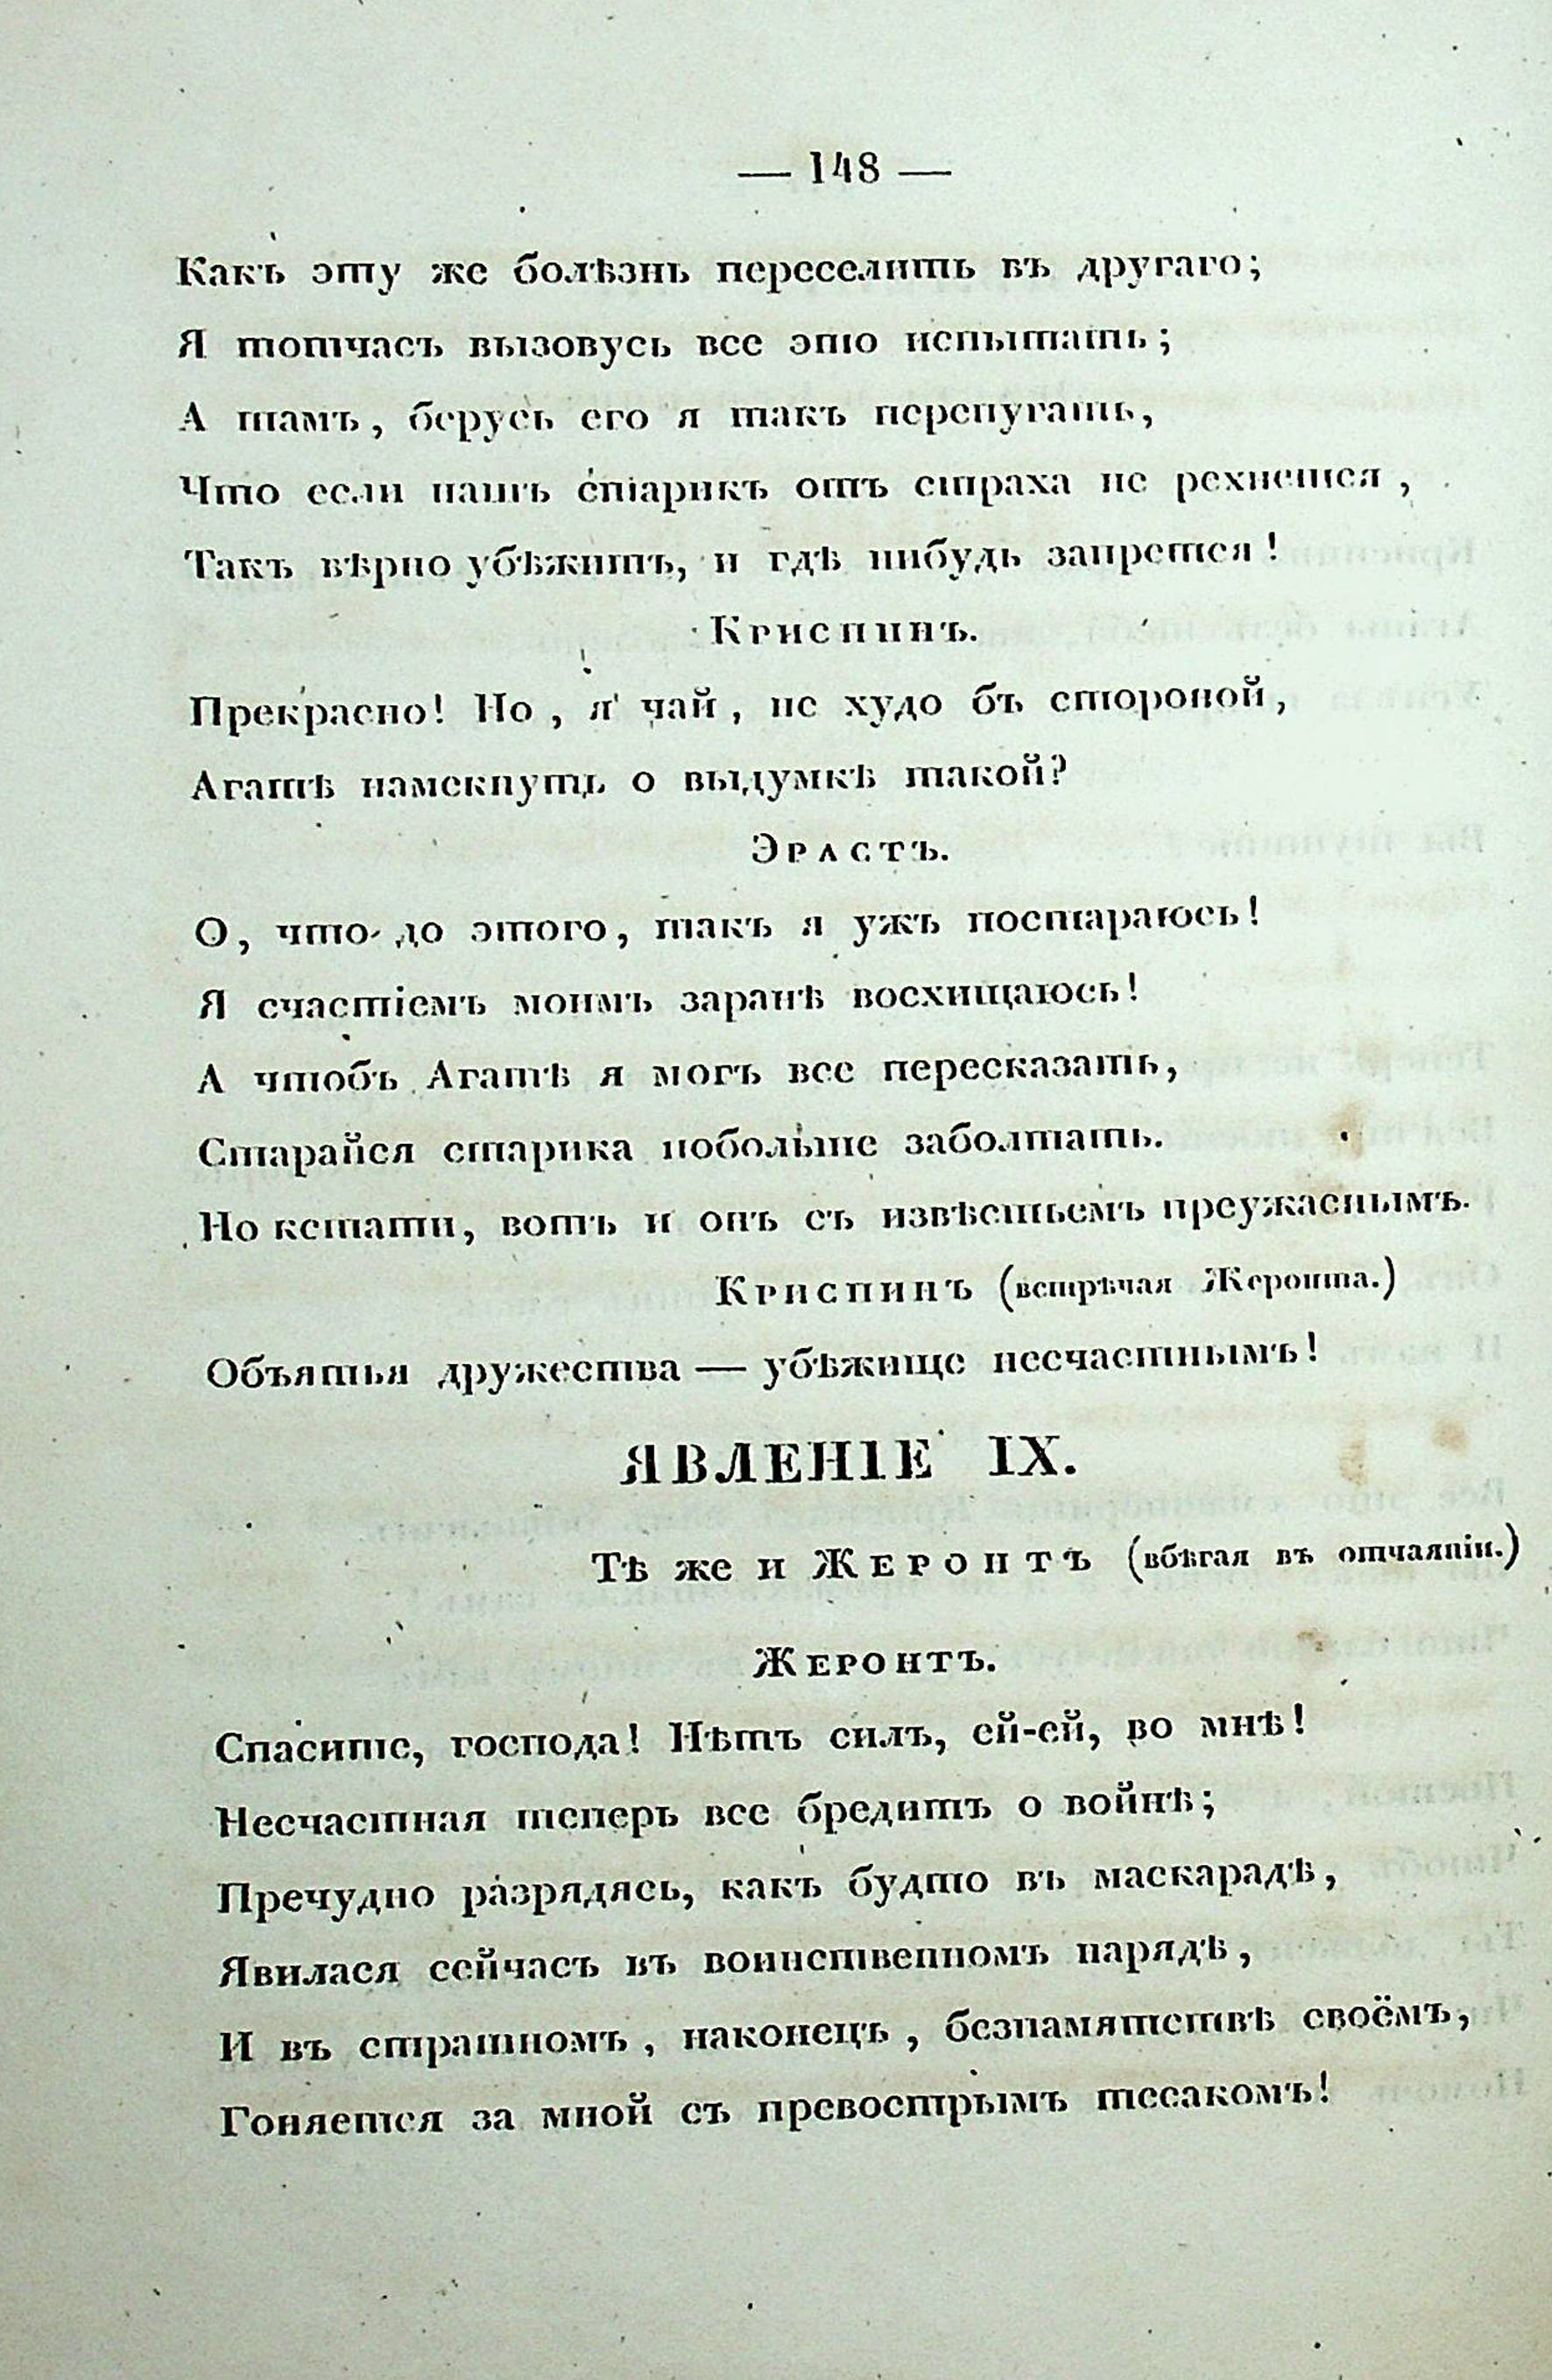 — 148 —
Какъ эту же болѣзнь переселить въ другаго;
Я тотчасъ вызовусь все это испытать;
А тамъ, берусь его я такъ перепугать,
Что если нашъ старикъ отъ страха не рехнется,
Такъ вѣрно убѣжитъ, и гдѣ нибудь запрется!
Криспинъ.
Прекрасно! Но, я чай, не худо бъ стороной,
Агатѣ намекнуть о выдумкѣ такой?
Эрастъ.
О, что до этого, такъ я ужъ постараюсь!
Я счастіемъ моимъ заранѣ восхищаюсь!
А чтобъ Агатѣ я могъ все пересказать,
Старайся старика побольше заболтать.
Но кстати, вотъ и онъ съ извѣстьемъ преужаснымъ.
Криспинъ (встрѣчая Жеронта.)
Объятья дружества — убѣжище несчастнымъ!
ЯВЛЕНІЕ IX.
Тѣ же и Жеронтъ (вбѣгая въ отчаяніи.)
Жеронтъ.
Спасите, господа! Нѣтъ силъ, ей-ей, во мнѣ!
Несчастная теперь все бредитъ о войнѣ;
Пречудно разрядясь, какъ будто въ маскарадѣ,
Явилася сейчасъ въ воинственномъ нарядѣ,
И въ страшномъ, наконецъ, безпамятствѣ своёмъ,
Гоняется за мной съ превострымъ тесакомъ!